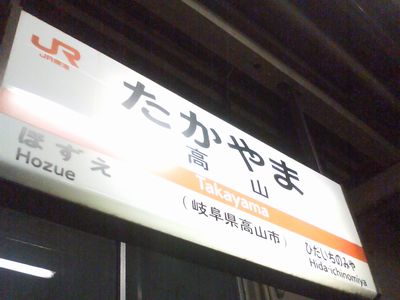 JR
JR東海
たかやま
高山
Takayama
(岐阜県高山市)
ほずえ
Hozue
ひだいちのみや
Hida-ichinomiya